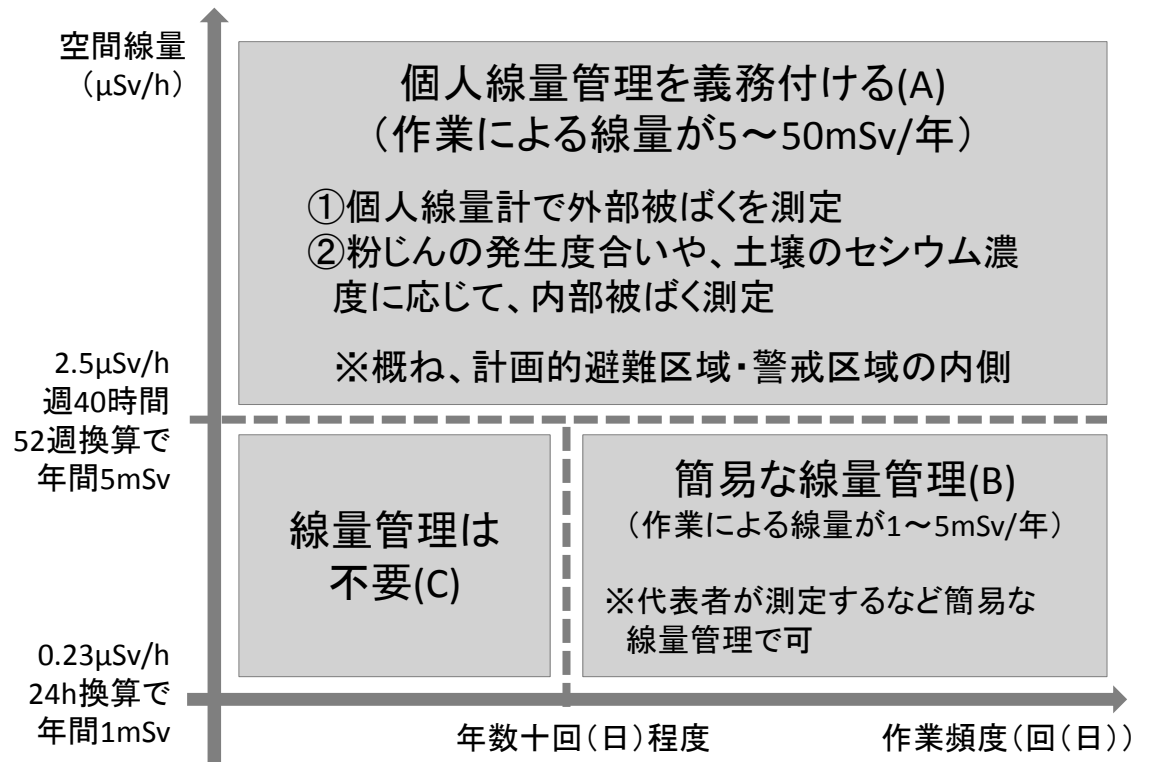 空間線量
（μSv/h）
個人線量管理を義務付ける(A)
（作業による線量が5～50mSv/年）
①個人線量計で外部被ばくを測定
②粉じんの発生度合いや、土壌のセシウム濃
度に応じて、内部被ばく測定
※概ね、計画的避難区域・警戒区域の内側
2.5μSv/h
週40時間
52週換算で
年間5mSv
線量管理は
不要(C)
簡易な線量管理(B)
（作業による線量が1～5mSv/年）
※代表者が測定するなど簡易な
線量管理で可
0.23μSv/h
24h換算で
年間1mSv
年数十回（日）程度
作業頻度（回（日））